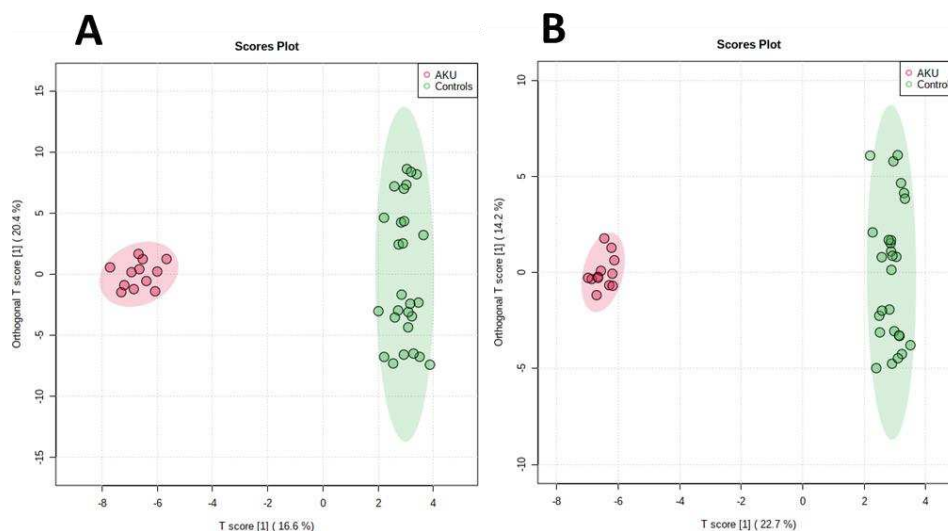 A
Scores Plot
AKU
Controls
15
10
5
0
-5
-10
-15
Orthogonal T score [1] ( 20.4 %)
-8
-6
-4
-2
0
2
4
T score [1] ( 16.6 %)
B
Scores Plot
AKU
Control
10
5
0
-5
-10
Orthogonal T score [1] ( 14.2 %)
-8
-6
-4
-2
0
2
4
T score [1] ( 22.7 %)